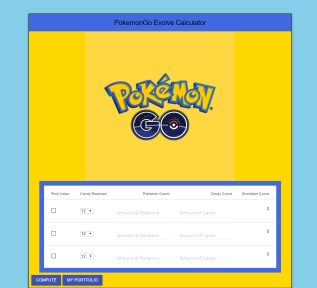 PokemonGo Evolve Calculator
POKéMON
GO
Find Value Candy Required Pokemon Count Candy Count Evolution Count
12 Amount of Pokemon Amount of Candy 0
12 Amount of Pokemon Amount of Candy 0
12 Amount of Pokemon Amount of Candy 0
COMPUTE MY PORTFOLIO